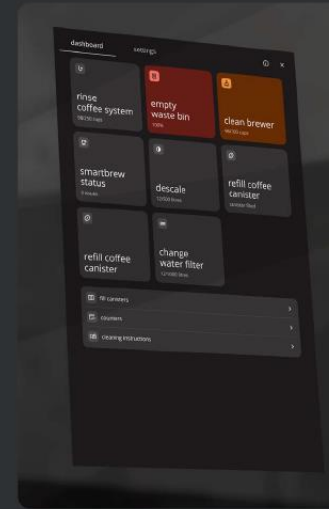 dashboard
settings
rinse
coffee system
empty
waste bin
100%
clean brewer
smartbrew
status
descale
refill coffee
canister
refill coffee
canister
change
water filter
fill canisters
counters
cleaning instructions